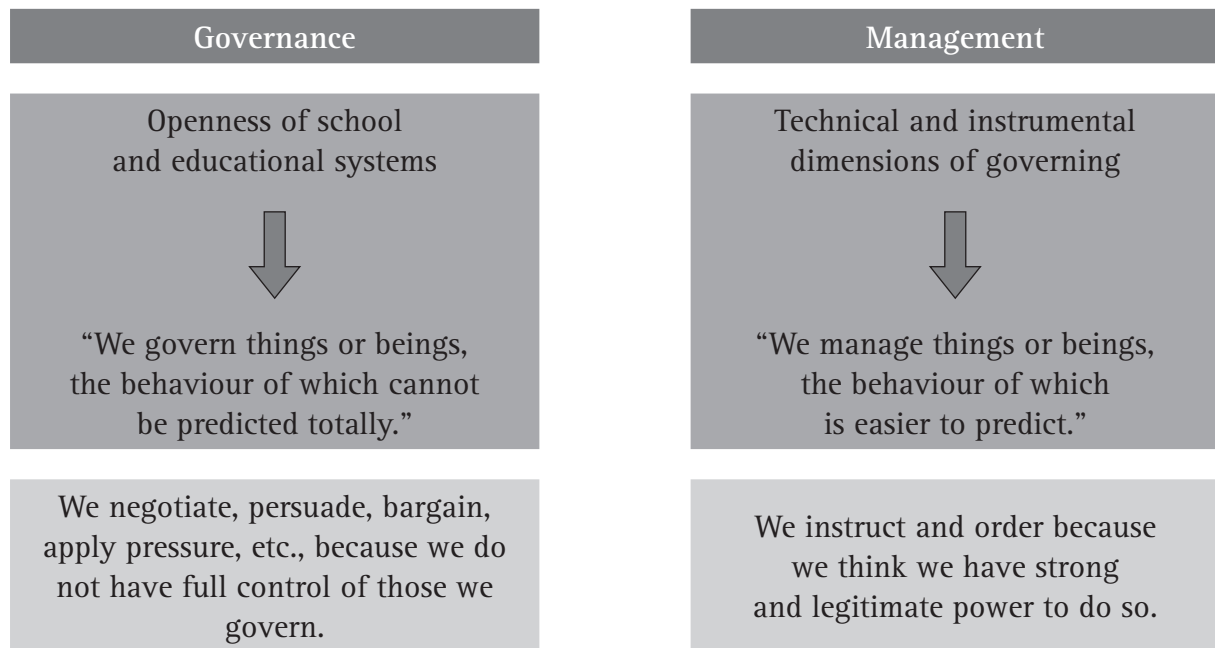 Governance
Openness of school
and educational systems
“We govern things or beings,
the behaviour of which cannot
be predicted totally.”
We negotiate, persuade, bargain,
apply pressure, etc., because we do
not have full control of those we
govern.
Management
Technical and instrumental
dimensions of governing
“We manage things or beings,
the behaviour of which
is easier to predict.”
We instruct and order because
we think we have strong
and legitimate power to do so.